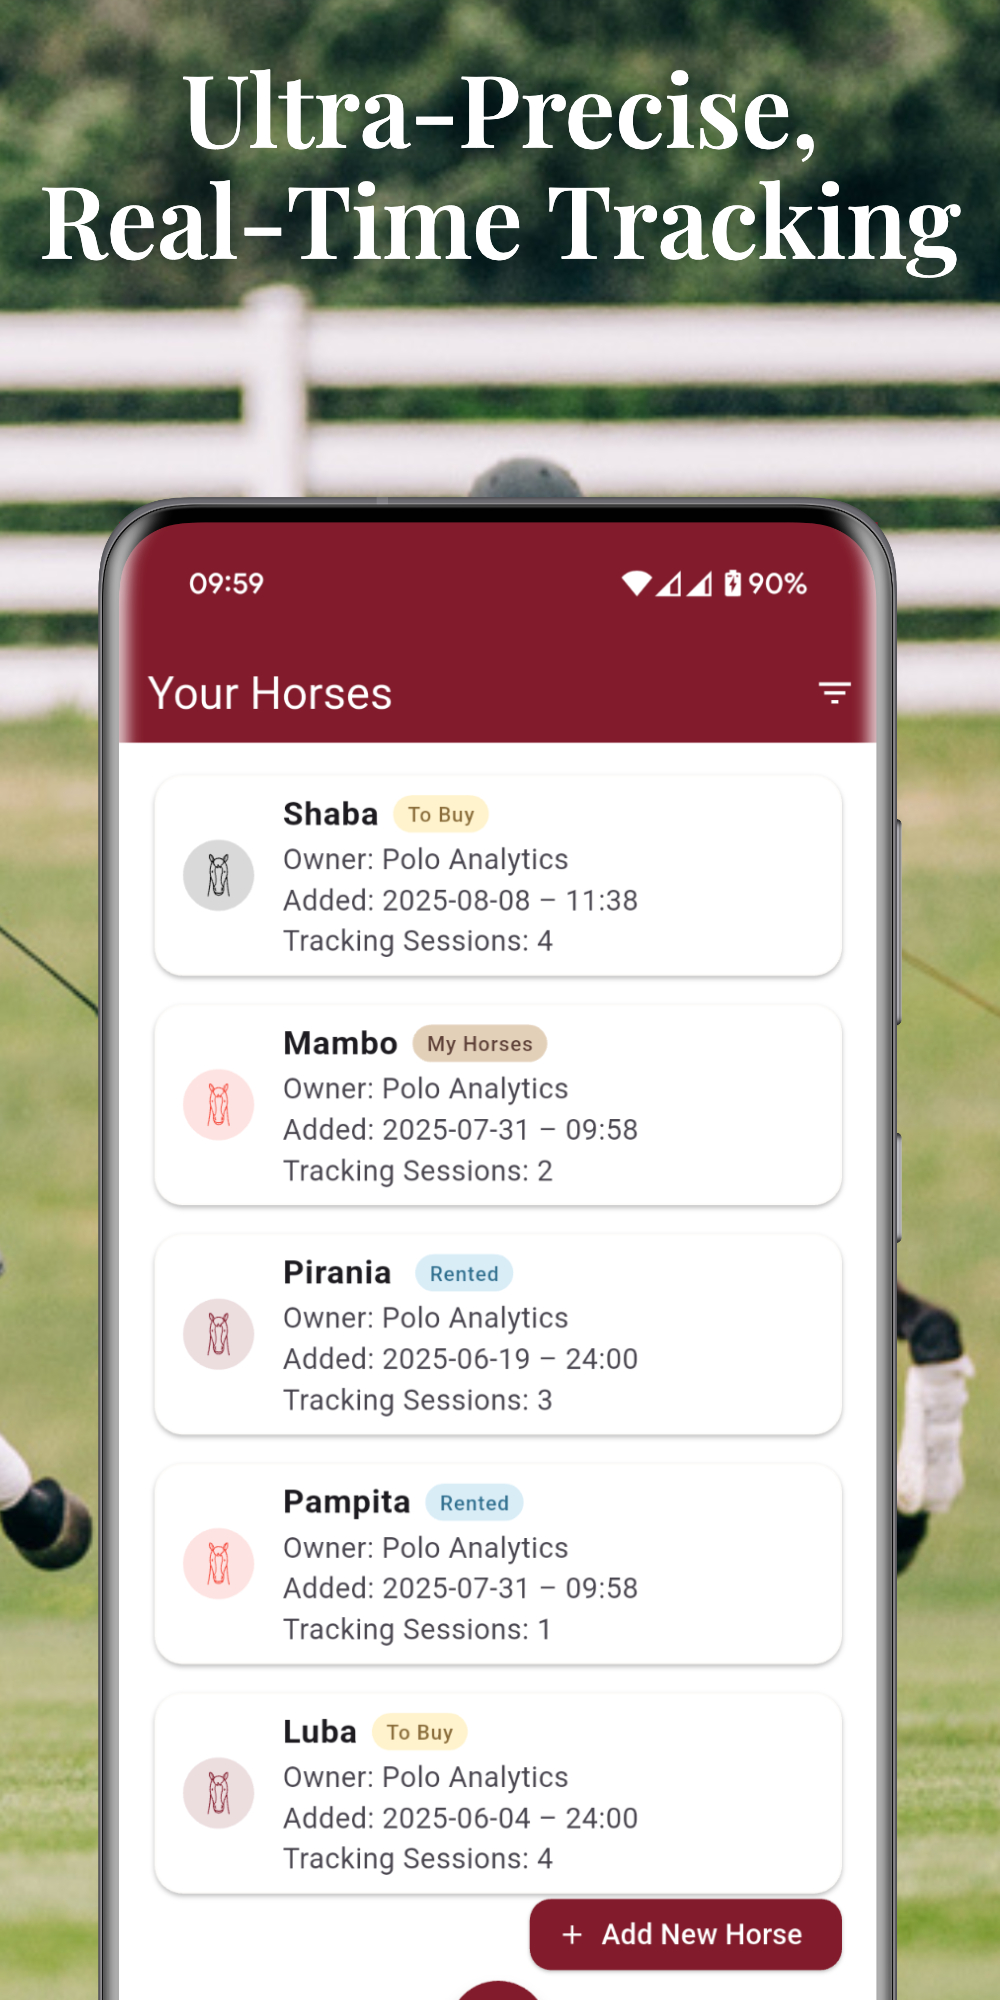 Ultra-Precise,
Real-Time Tracking
09:59
90%
Your Horses
Shaba To Buy
Owner: Polo Analytics
Added: 2025-08-08 – 11:38
Tracking Sessions: 4
Mambo My Horses
Owner: Polo Analytics
Added: 2025-07-31 – 09:58
Tracking Sessions: 2
Pirania Rented
Owner: Polo Analytics
Added: 2025-06-19 – 24:00
Tracking Sessions: 3
Pampita Rented
Owner: Polo Analytics
Added: 2025-07-31 – 09:58
Tracking Sessions: 1
Luba To Buy
Owner: Polo Analytics
Added: 2025-06-04 – 24:00
Tracking Sessions: 4
+ Add New Horse